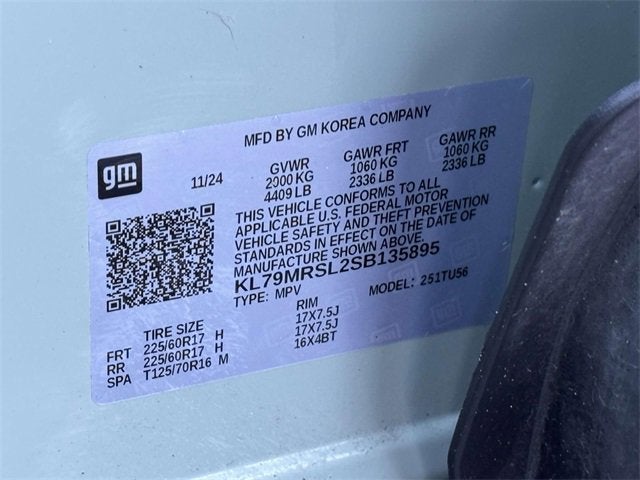 MFD BY GM KOREA COMPANY
gm
11/24
GVWR GAWR FRT GAWR RR
2000 KG 1060 KG 1060 KG
4409 LB 2336 LB 2336 LB
THIS VEHICLE CONFORMS TO ALL
APPLICABLE U.S. FEDERAL MOTOR
VEHICLE SAFETY AND THEFT PREVENTION
STANDARDS IN EFFECT ON THE DATE OF
MANUFACTURE SHOWN ABOVE.
KL79MRSL2SB135895
TYPE: MPV MODEL: 251TU56
TIRE SIZE RIM
FRT 225/60R17 H 17X7.5J
RR 225/60R17 H 17X7.5J
SPA T125/70R16 M 16X4BT